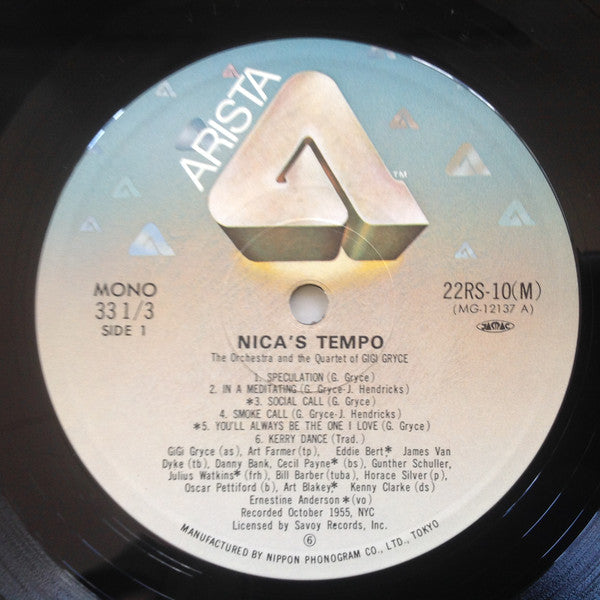 ARISTA
TM
MONO
33 1/3
SIDE 1
22RS-10(M)
(MG-12137 A)
JASRAC
NICA'S TEMPO
The Orchestra and the Quartet of GIGI GRYCE
1. SPECULATION (G. Gryce)
2. IN A MEDITATING (G. Gryce-J. Hendricks)
*3. SOCIAL CALL (G. Gryce)
4. SMOKE CALL (G. Gryce-J. Hendricks)
*5. YOU'LL ALWAYS BE THE ONE I LOVE (G. Gryce)
6. KERRY DANCE (Trad.)
GiGi Gryce (as), Art Farmer (tp), Eddie Bert* James Van
Dyke (tb), Danny Bank, Cecil Payne* (bs), Gunther Schuller,
Julius Watkins* (frh), Bill Barber (tuba), Horace Silver (p),
Oscar Pettiford (b), Art Blakey,* Kenny Clarke (ds)
Ernestine Anderson *(vo)
Recorded October 1955, NYC
Licensed by Savoy Records, Inc.
6
MANUFACTURED BY NIPPON PHONOGRAM CO., LTD., TOKYO